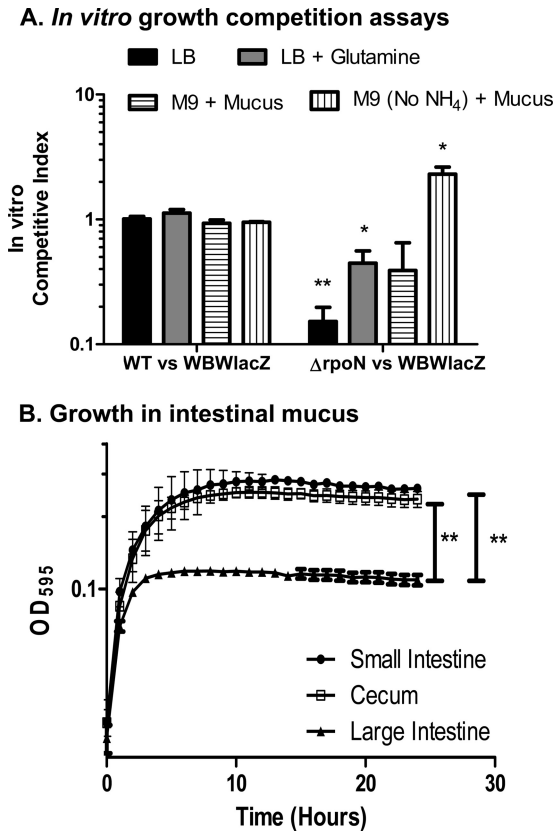 A. In vitro growth competition assays
LB
LB + Glutamine
M9 + Mucus
M9 (No NH4) + Mucus
In vitro
Competitive Index
10
1
0.1
**
*
*
WT vs WBWlacZ
ΔrpoN vs WBWlacZ
B. Growth in intestinal mucus
OD595
0.1
**
**
Small Intestine
Cecum
Large Intestine
0
10
20
30
Time (Hours)